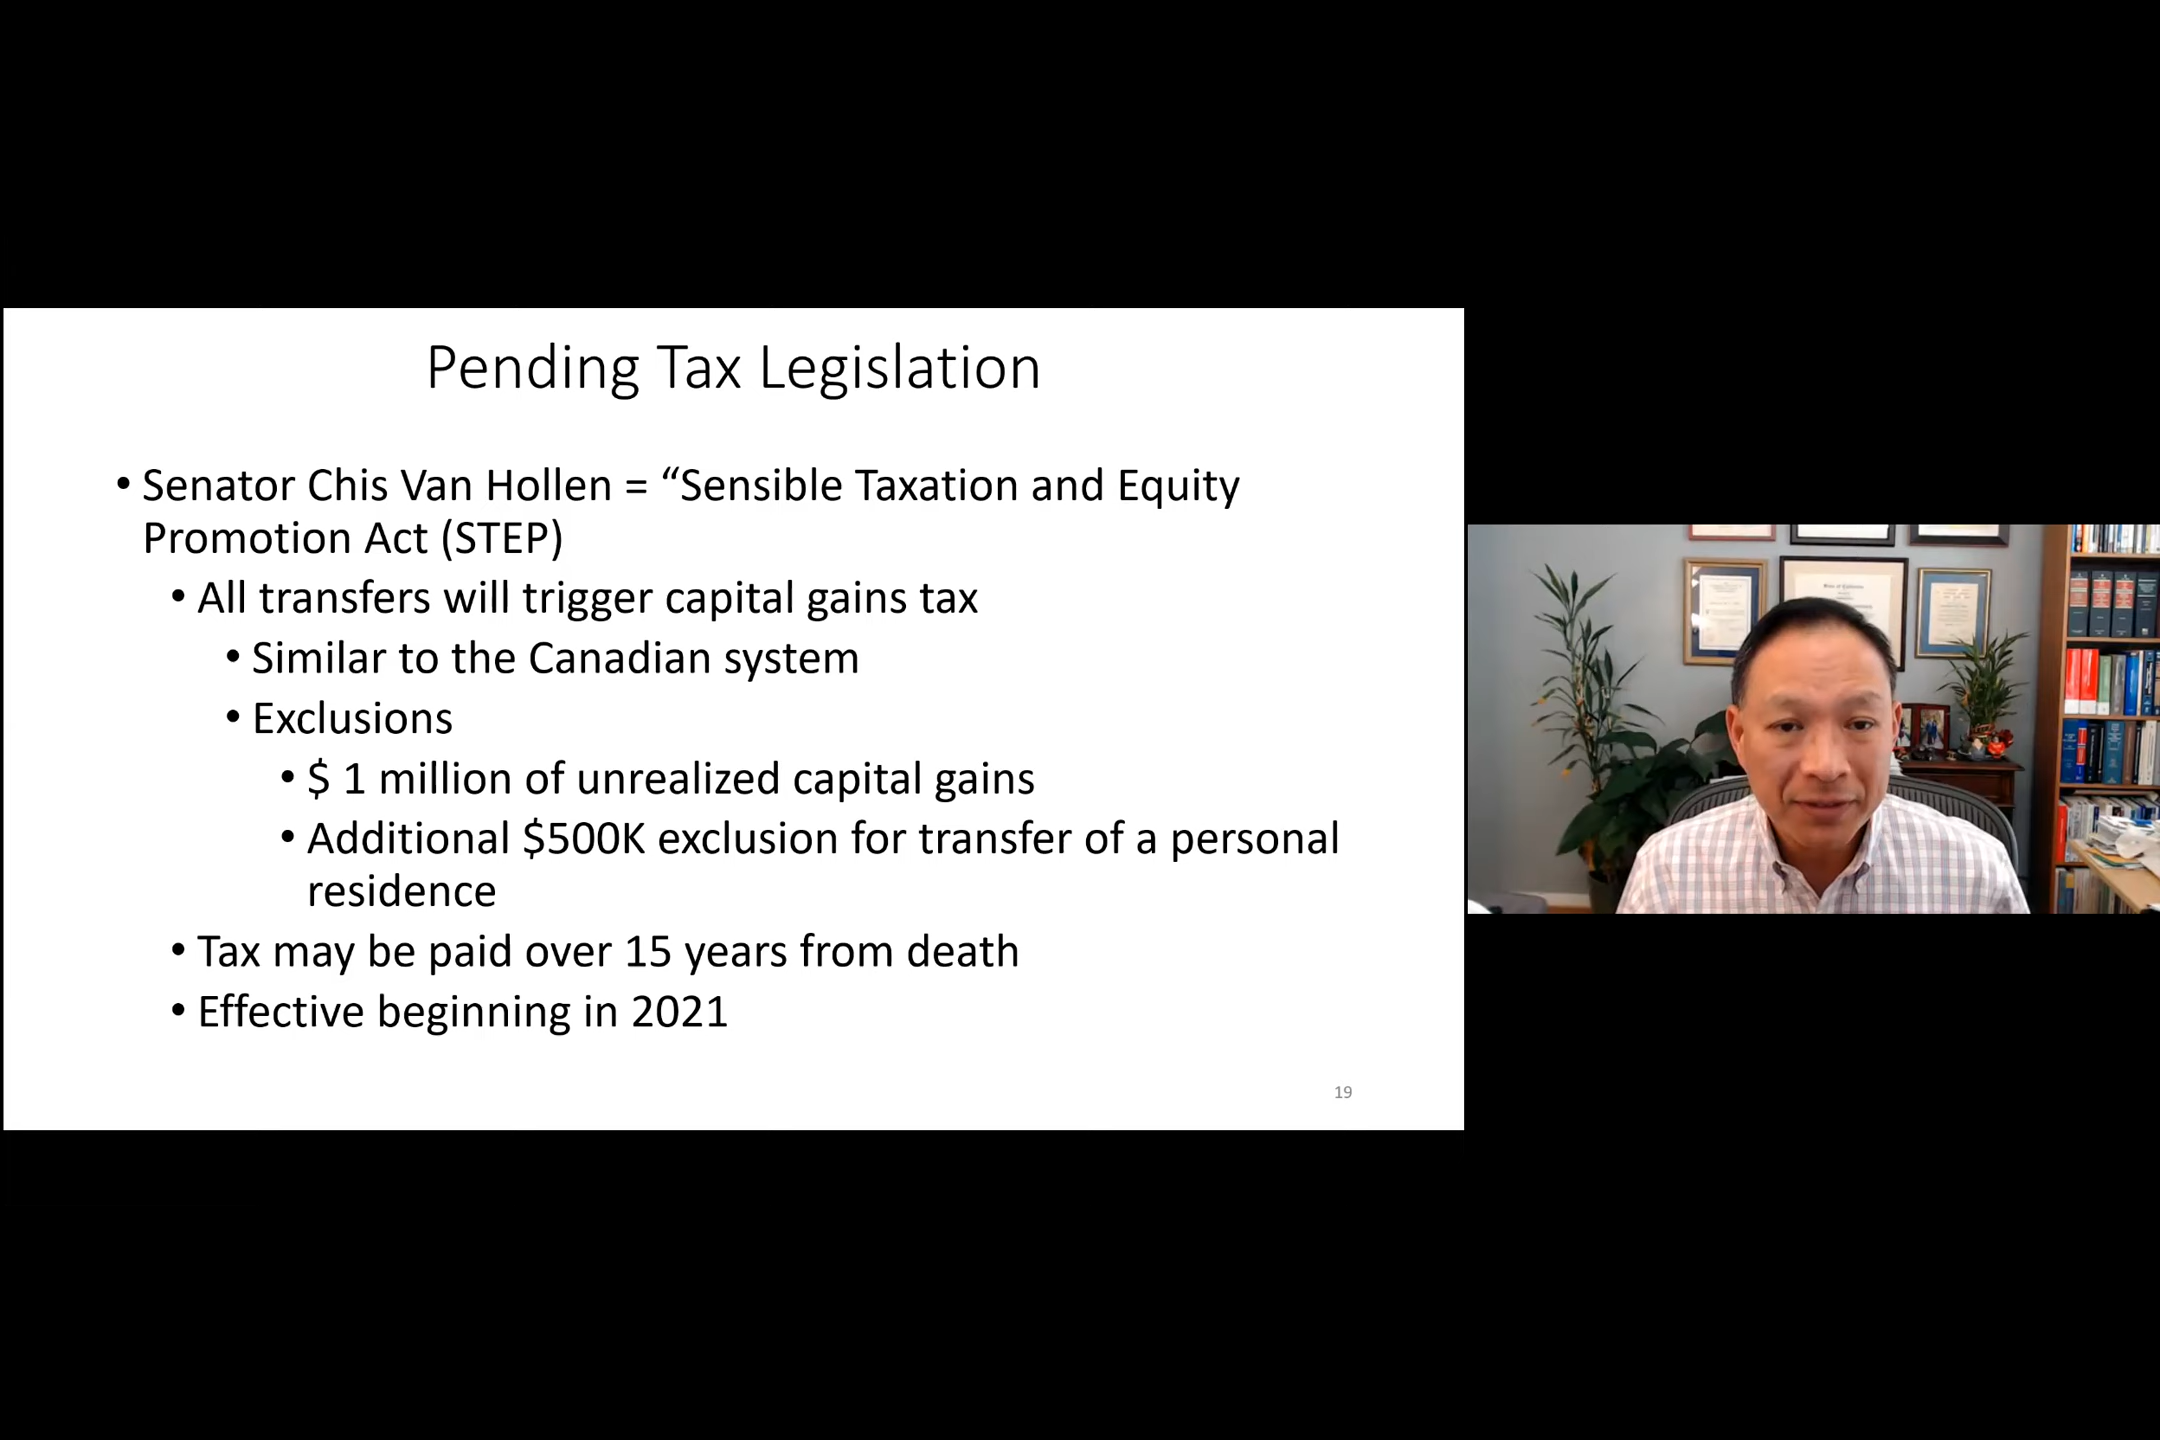 Pending Tax Legislation
• Senator Chis Van Hollen = “Sensible Taxation and Equity
Promotion Act (STEP)
• All transfers will trigger capital gains tax
• Similar to the Canadian system
• Exclusions
• $ 1 million of unrealized capital gains
• Additional $500K exclusion for transfer of a personal
residence
• Tax may be paid over 15 years from death
• Effective beginning in 2021
19